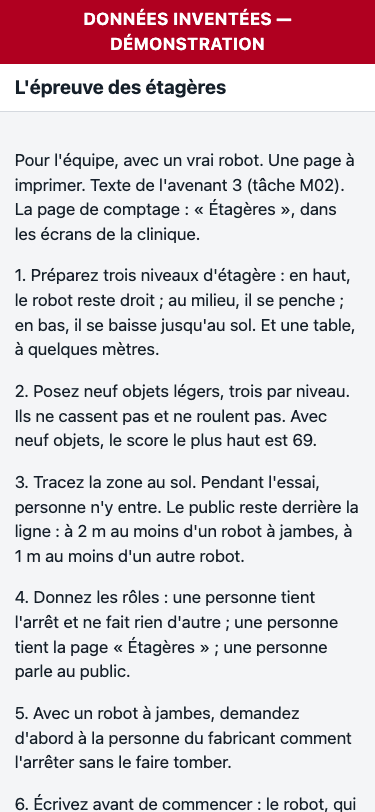 DONNÉES INVENTÉES —
DÉMONSTRATION
L'épreuve des étagères
Pour l'équipe, avec un vrai robot. Une page à
imprimer. Texte de l'avenant 3 (tâche M02).
La page de comptage : « Étagères », dans
les écrans de la clinique.
1. Préparez trois niveaux d'étagère : en haut,
le robot reste droit ; au milieu, il se penche ;
en bas, il se baisse jusqu'au sol. Et une table,
à quelques mètres.
2. Posez neuf objets légers, trois par niveau.
Ils ne cassent pas et ne roulent pas. Avec
neuf objets, le score le plus haut est 69.
3. Tracez la zone au sol. Pendant l'essai,
personne n'y entre. Le public reste derrière la
ligne : à 2 m au moins d'un robot à jambes, à
1 m au moins d'un autre robot.
4. Donnez les rôles : une personne tient
l'arrêt et ne fait rien d'autre ; une personne
tient la page « Étagères » ; une personne
parle au public.
5. Avec un robot à jambes, demandez
d'abord à la personne du fabricant comment
l'arrêter sans le faire tomber.
6. Écrivez avant de commencer : le robot, qui